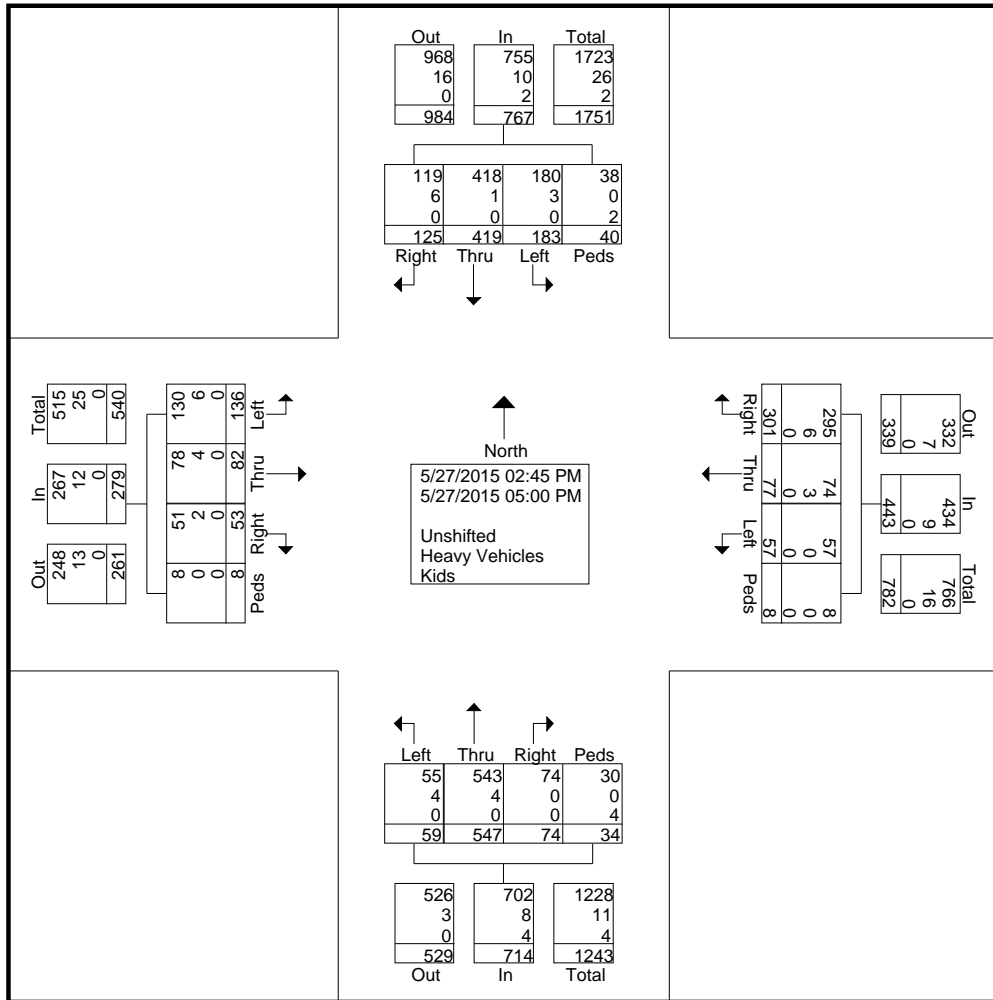 Out In Total
968 755 1723
16 10 26
0 2 2
984 767 1751
119 418 180 38
6 1 3 0
0 0 0 2
125 419 183 40
Right Thru Left Peds
Total
515
25
0
540
In
267
12
0
279
Out
248
13
0
261
130
6
0
136
Left
78
4
0
82
Thru
51
2
0
53
Right
8
0
0
8
Peds
North
5/27/2015 02:45 PM
5/27/2015 05:00 PM
Unshifted
Heavy Vehicles
Kids
Right
301
0
6
295
Thru
77
0
3
74
Left
57
0
0
57
Peds
8
0
0
8
Out
332
7
0
339
In
434
9
0
443
Total
766
16
0
782
Left Thru Right Peds
55 543 74 30
4 4 0 0
0 0 0 4
59 547 74 34
526 702 1228
3 8 11
0 4 4
529 714 1243
Out In Total